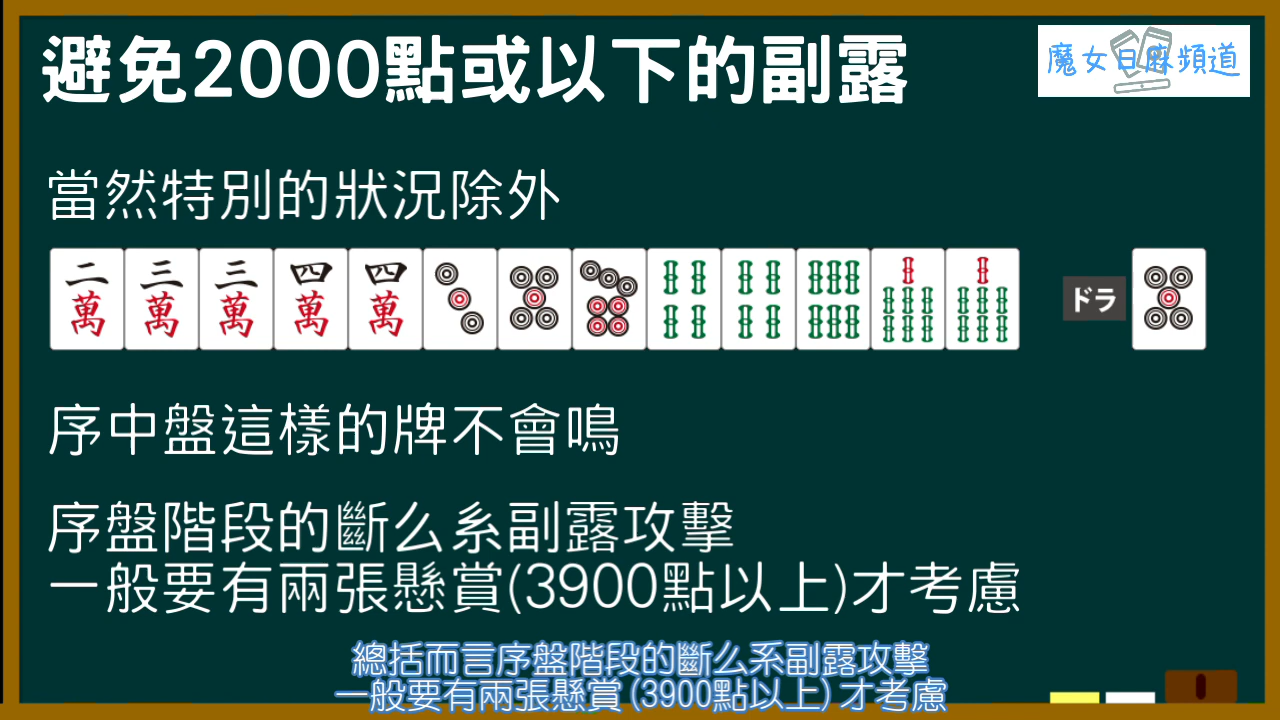 避免2000點或以下的副露
魔女日麻頻道
當然特別的狀況除外
二萬 三萬 三萬 四萬 四萬
ドラ
序中盤這樣的牌不會鳴
序盤階段的斷么系副露攻擊
一般要有兩張懸賞(3900點以上)才考慮
總括而言序盤階段的斷么系副露攻擊
一般要有兩張懸賞(3900點以上)才考慮